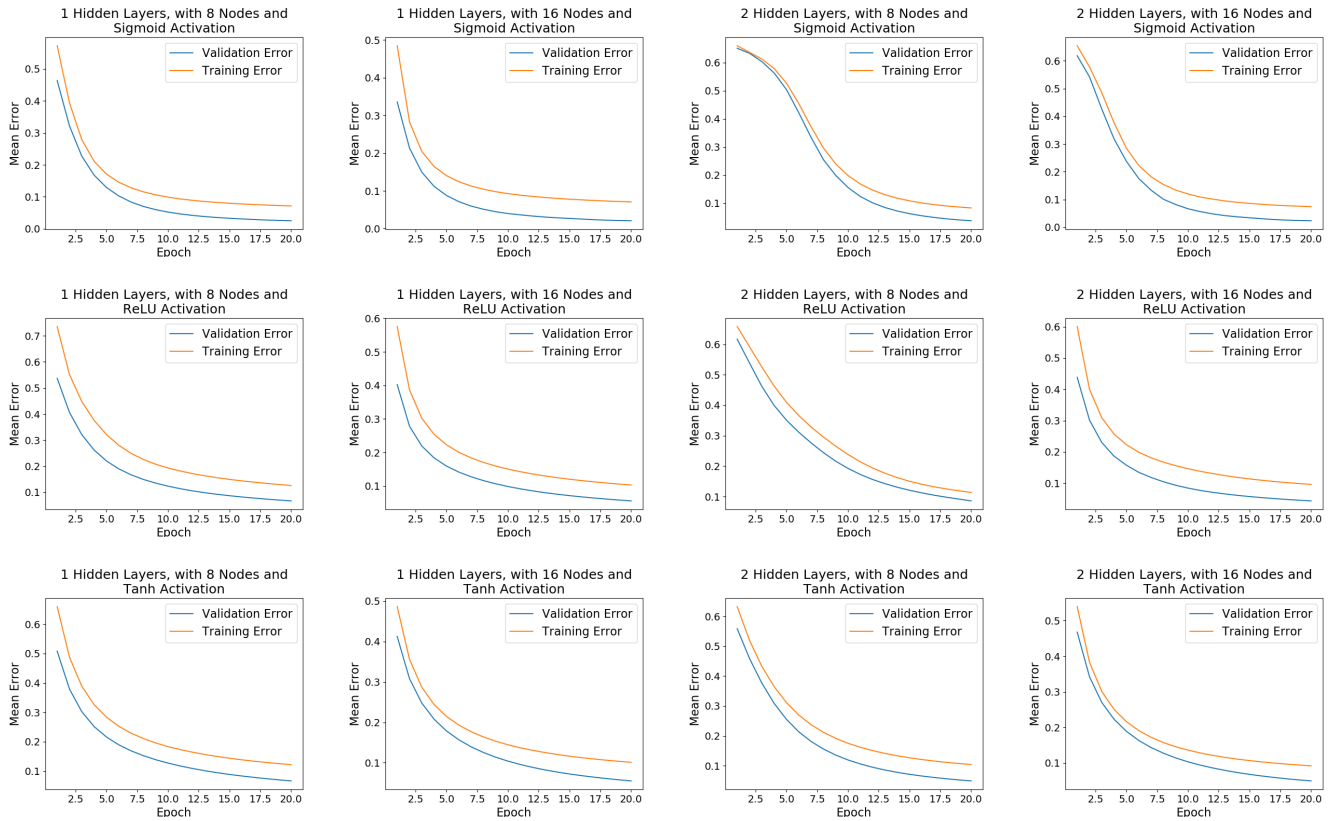 1 Hidden Layers, with 8 Nodes and
Sigmoid Activation
Mean Error
0.5
0.4
0.3
0.2
0.1
0.0
Validation Error
Training Error
2.5 5.0 7.5 10.0 12.5 15.0 17.5 20.0
Epoch
1 Hidden Layers, with 16 Nodes and
Sigmoid Activation
Mean Error
0.5
0.4
0.3
0.2
0.1
0.0
Validation Error
Training Error
2.5 5.0 7.5 10.0 12.5 15.0 17.5 20.0
Epoch
2 Hidden Layers, with 8 Nodes and
Sigmoid Activation
Mean Error
0.6
0.5
0.4
0.3
0.2
0.1
Validation Error
Training Error
2.5 5.0 7.5 10.0 12.5 15.0 17.5 20.0
Epoch
2 Hidden Layers, with 16 Nodes and
Sigmoid Activation
Mean Error
0.6
0.5
0.4
0.3
0.2
0.1
0.0
Validation Error
Training Error
2.5 5.0 7.5 10.0 12.5 15.0 17.5 20.0
Epoch
1 Hidden Layers, with 8 Nodes and
ReLU Activation
Mean Error
0.7
0.6
0.5
0.4
0.3
0.2
0.1
Validation Error
Training Error
2.5 5.0 7.5 10.0 12.5 15.0 17.5 20.0
Epoch
1 Hidden Layers, with 16 Nodes and
ReLU Activation
Mean Error
0.6
0.5
0.4
0.3
0.2
0.1
Validation Error
Training Error
2.5 5.0 7.5 10.0 12.5 15.0 17.5 20.0
Epoch
2 Hidden Layers, with 8 Nodes and
ReLU Activation
Mean Error
0.6
0.5
0.4
0.3
0.2
0.1
Validation Error
Training Error
2.5 5.0 7.5 10.0 12.5 15.0 17.5 20.0
Epoch
2 Hidden Layers, with 16 Nodes and
ReLU Activation
Mean Error
0.6
0.5
0.4
0.3
0.2
0.1
Validation Error
Training Error
2.5 5.0 7.5 10.0 12.5 15.0 17.5 20.0
Epoch
1 Hidden Layers, with 8 Nodes and
Tanh Activation
Mean Error
0.6
0.5
0.4
0.3
0.2
0.1
Validation Error
Training Error
2.5 5.0 7.5 10.0 12.5 15.0 17.5 20.0
Epoch
1 Hidden Layers, with 16 Nodes and
Tanh Activation
Mean Error
0.5
0.4
0.3
0.2
0.1
Validation Error
Training Error
2.5 5.0 7.5 10.0 12.5 15.0 17.5 20.0
Epoch
2 Hidden Layers, with 8 Nodes and
Tanh Activation
Mean Error
0.6
0.5
0.4
0.3
0.2
0.1
Validation Error
Training Error
2.5 5.0 7.5 10.0 12.5 15.0 17.5 20.0
Epoch
2 Hidden Layers, with 16 Nodes and
Tanh Activation
Mean Error
0.5
0.4
0.3
0.2
0.1
Validation Error
Training Error
2.5 5.0 7.5 10.0 12.5 15.0 17.5 20.0
Epoch